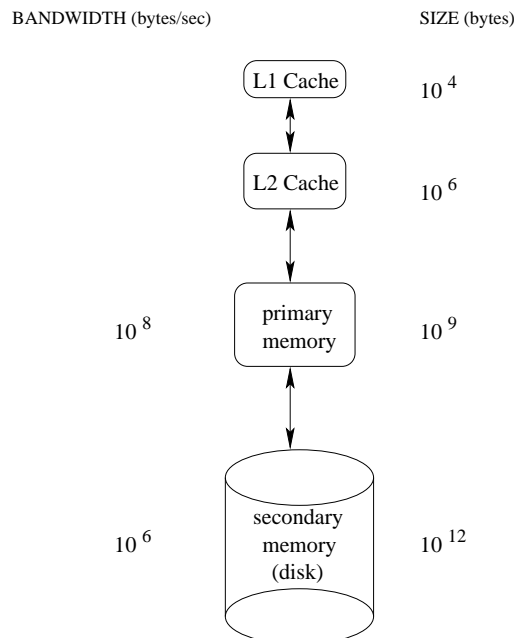 BANDWIDTH (bytes/sec) SIZE (bytes)
L1 Cache 10^4
L2 Cache 10^6
primary
10^8 memory 10^9
secondary
10^6 memory 10^12
(disk)